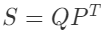 S = QP^T